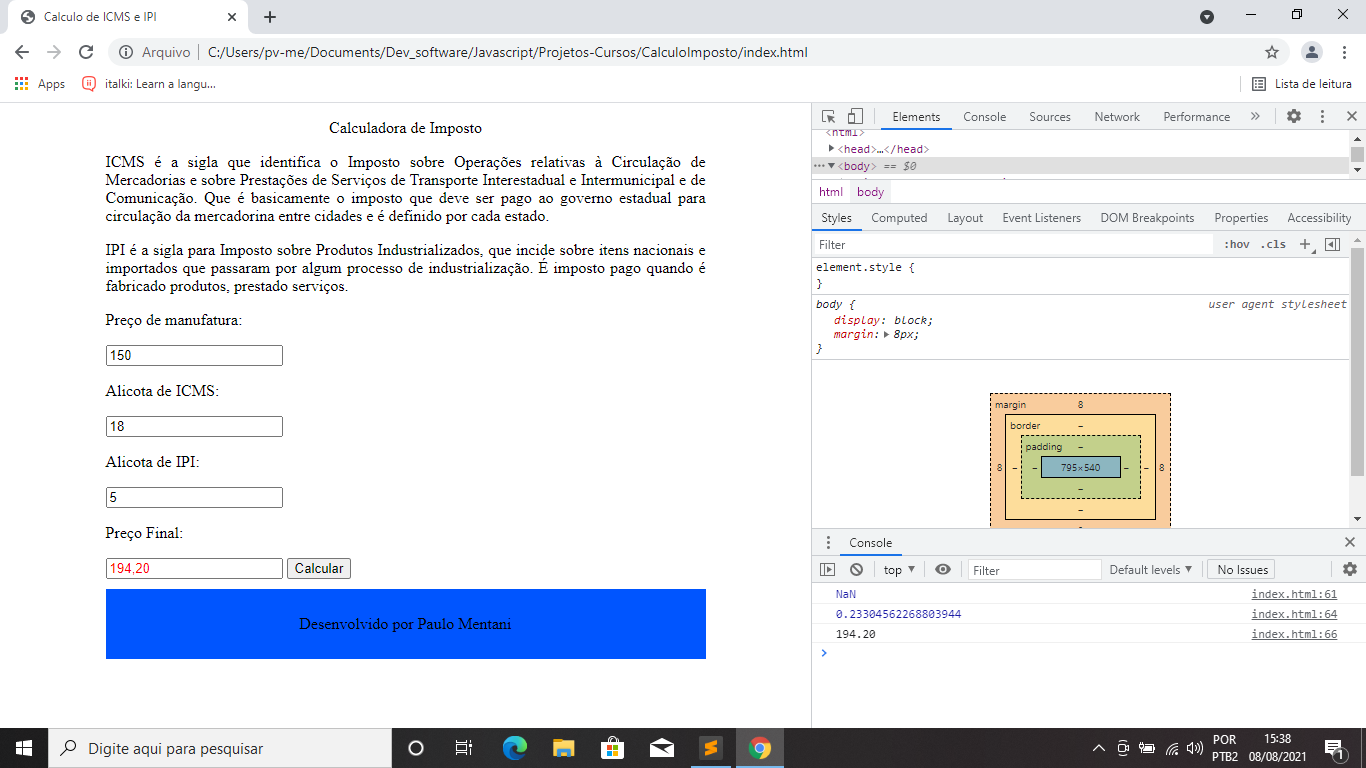 Calculo de ICMS e IPI
Arquivo C:/Users/pv-me/Documents/Dev_software/Javascript/Projetos-Cursos/CalculoImposto/index.html
Apps italki: Learn a langu... Lista de leitura
Calculadora de Imposto
ICMS é a sigla que identifica o Imposto sobre Operações relativas à Circulação de
Mercadorias e sobre Prestações de Serviços de Transporte Interestadual e Intermunicipal e de
Comunicação. Que é basicamente o imposto que deve ser pago ao governo estadual para
circulação da mercadorina entre cidades e é definido por cada estado.
IPI é a sigla para Imposto sobre Produtos Industrializados, que incide sobre itens nacionais e
importados que passaram por algum processo de industrialização. É imposto pago quando é
fabricado produtos, prestado serviços.
Preço de manufatura:
150
Alicota de ICMS:
18
Alicota de IPI:
5
Preço Final:
194,20 Calcular
Desenvolvido por Paulo Mentani
Elements Console Sources Network Performance »
<html>
<head>…</head>
<body> == $0
html body
Styles Computed Layout Event Listeners DOM Breakpoints Properties Accessibility
Filter :hov .cls +
element.style {
}
body { user agent stylesheet
display: block;
margin: 8px;
}
margin 8
border –
padding –
8 – – 795×540 – – 8
–
–
Console
top Filter Default levels No Issues
NaN index.html:61
0.23304562268803944 index.html:64
194.20 index.html:66
Digite aqui para pesquisar
POR 15:38
PTB2 08/08/2021 1